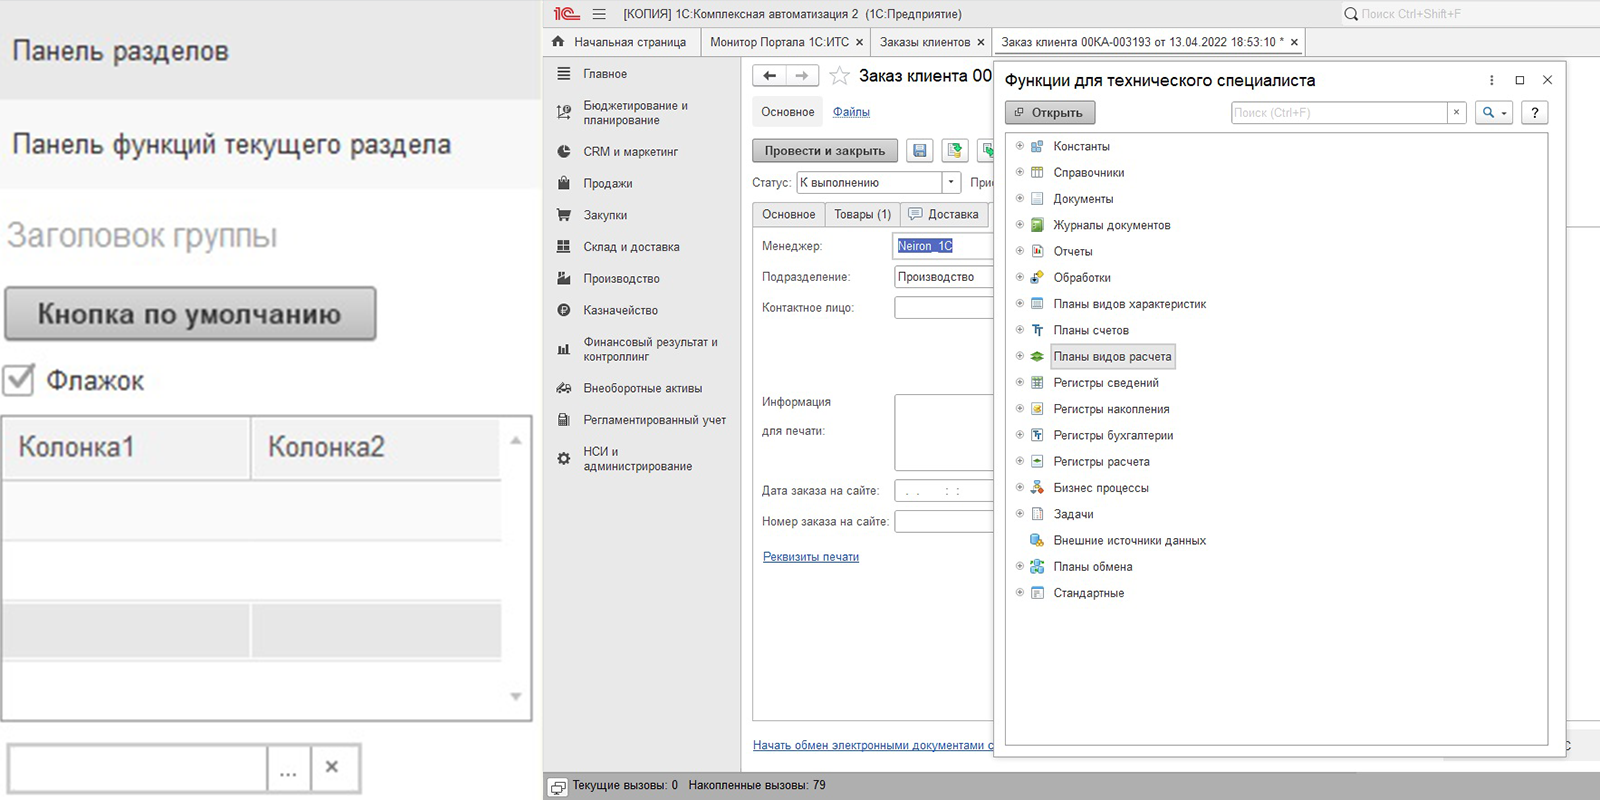 Панель разделов
Панель функций текущего раздела
Заголовок группы
Кнопка по умолчанию
Флажок
Колонка1 Колонка2
...
×
1С [КОПИЯ] 1С:Комплексная автоматизация 2 (1С:Предприятие)
Поиск Ctrl+Shift+F
Начальная страница
Монитор Портала 1С:ИТС ×
Заказы клиентов ×
Заказ клиента 00КА-003193 от 13.04.2022 18:53:10 * ×
Главное
Бюджетирование и
планирование
CRM и маркетинг
Продажи
Закупки
Склад и доставка
Производство
Казначейство
Финансовый результат и
контроллинг
Внеоборотные активы
Регламентированный учет
НСИ и
администрирование
Заказ клиента 00
Основное Файлы
Провести и закрыть
Статус: К выполнению
Основное Товары (1) Доставка
Менеджер: Neiron_1C
Подразделение: Производство
Контактное лицо:
Информация
для печати:
Дата заказа на сайте: . . : :
Номер заказа на сайте:
Реквизиты печати
Начать обмен электронными документами с
Функции для технического специалиста
Открыть
Поиск (Ctrl+F) × ?
Константы
Справочники
Документы
Журналы документов
Отчеты
Обработки
Планы видов характеристик
Планы счетов
Планы видов расчета
Регистры сведений
Регистры накопления
Регистры бухгалтерии
Регистры расчета
Бизнес процессы
Задачи
Внешние источники данных
Планы обмена
Стандартные
Текущие вызовы: 0 Накопленные вызовы: 79